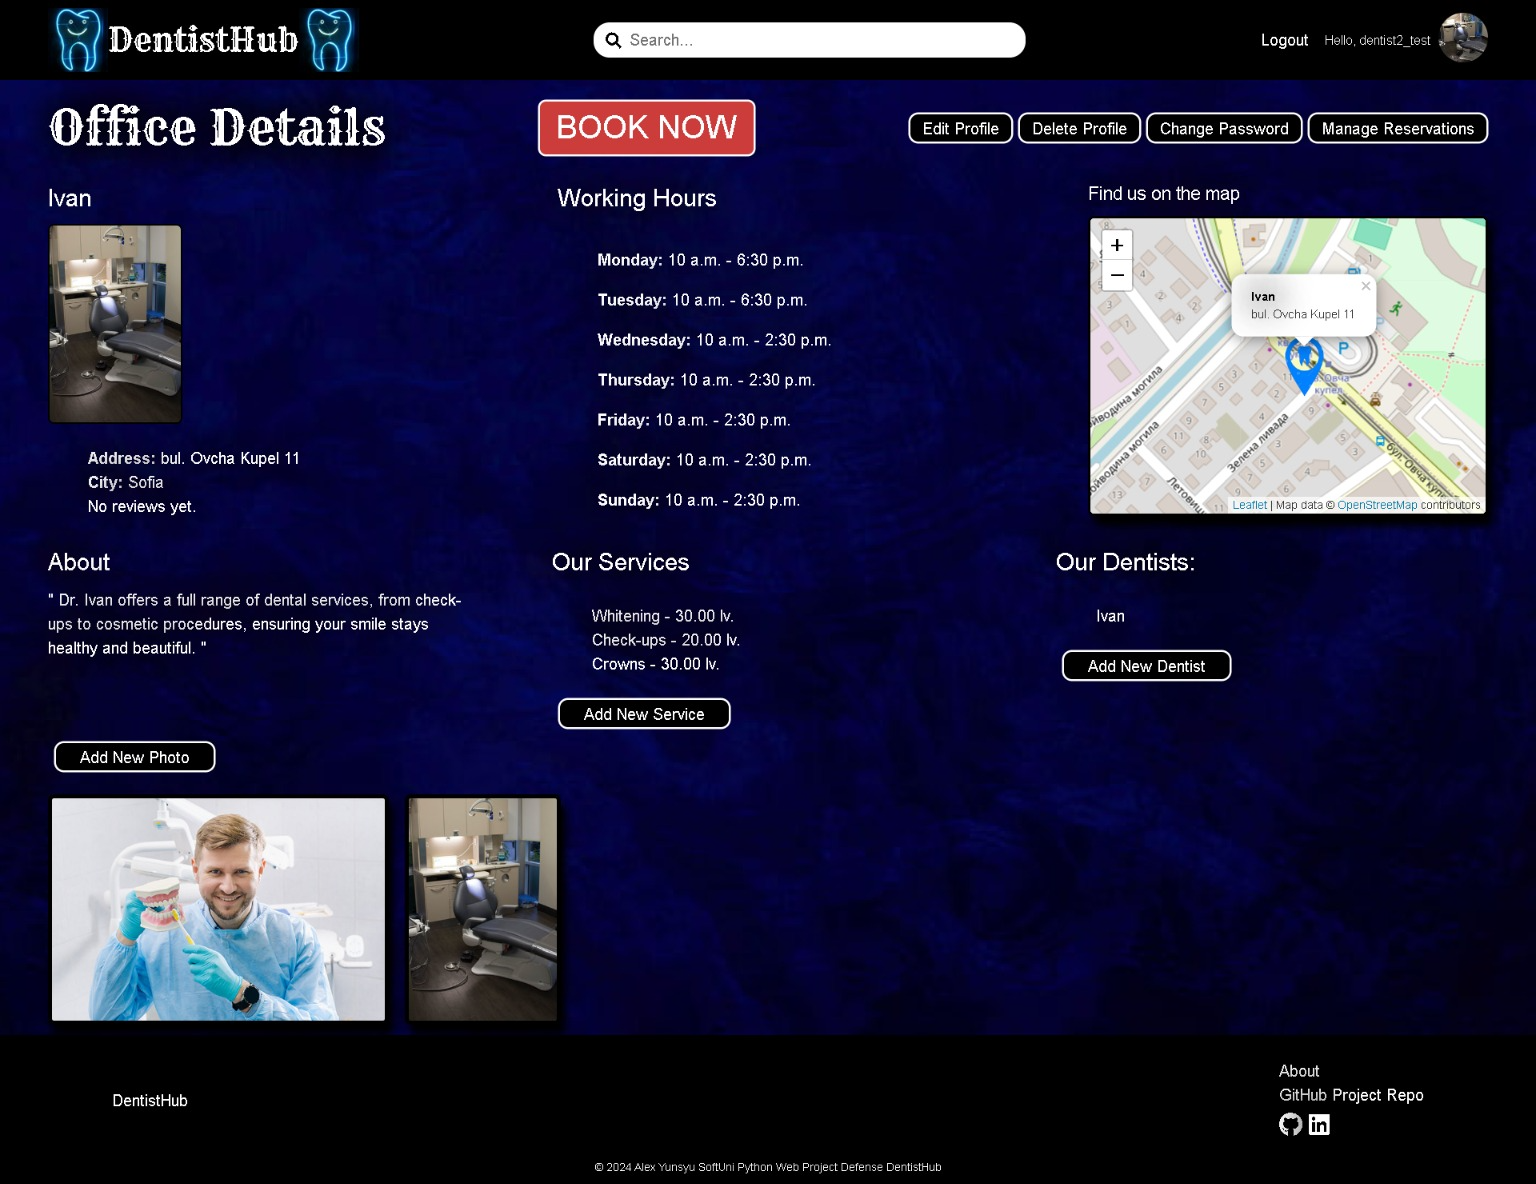 DentistHub
Search...
Logout
Hello, dentist2_test
Office Details
BOOK NOW
Edit Profile
Delete Profile
Change Password
Manage Reservations
Ivan
Address: bul. Ovcha Kupel 11
City: Sofia
No reviews yet.
Working Hours
Monday: 10 a.m. - 6:30 p.m.
Tuesday: 10 a.m. - 6:30 p.m.
Wednesday: 10 a.m. - 2:30 p.m.
Thursday: 10 a.m. - 2:30 p.m.
Friday: 10 a.m. - 2:30 p.m.
Saturday: 10 a.m. - 2:30 p.m.
Sunday: 10 a.m. - 2:30 p.m.
Find us on the map
+
−
Ivan
bul. Ovcha Kupel 11
×
P
купел
могила
Зелена ливада
бул. Овча
Leaflet | Map data © OpenStreetMap contributors
About
" Dr. Ivan offers a full range of dental services, from check-
ups to cosmetic procedures, ensuring your smile stays
healthy and beautiful. "
Our Services
Whitening - 30.00 lv.
Check-ups - 20.00 lv.
Crowns - 30.00 lv.
Add New Service
Our Dentists:
Ivan
Add New Dentist
Add New Photo
DentistHub
About
GitHub Project Repo
© 2024 Alex Yunsyu SoftUni Python Web Project Defense DentistHub